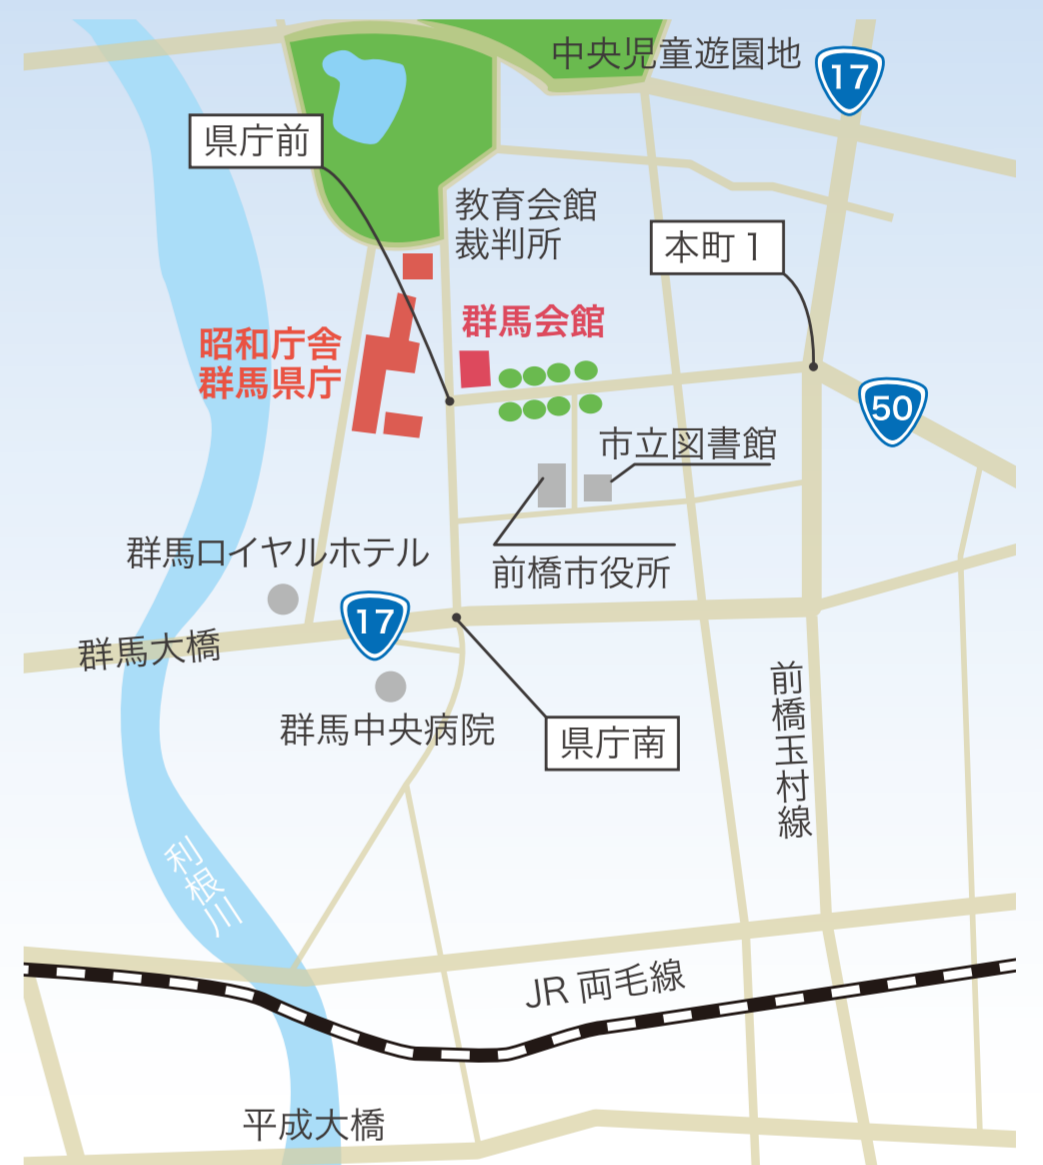 中央児童遊園地
17
県庁前
教育会館
裁判所
本町1
群馬会館
昭和庁舎
群馬県庁
50
市立図書館
群馬ロイヤルホテル
前橋市役所
17
群馬大橋
群馬中央病院
県庁南
前橋玉村線
利根川
JR両毛線
平成大橋